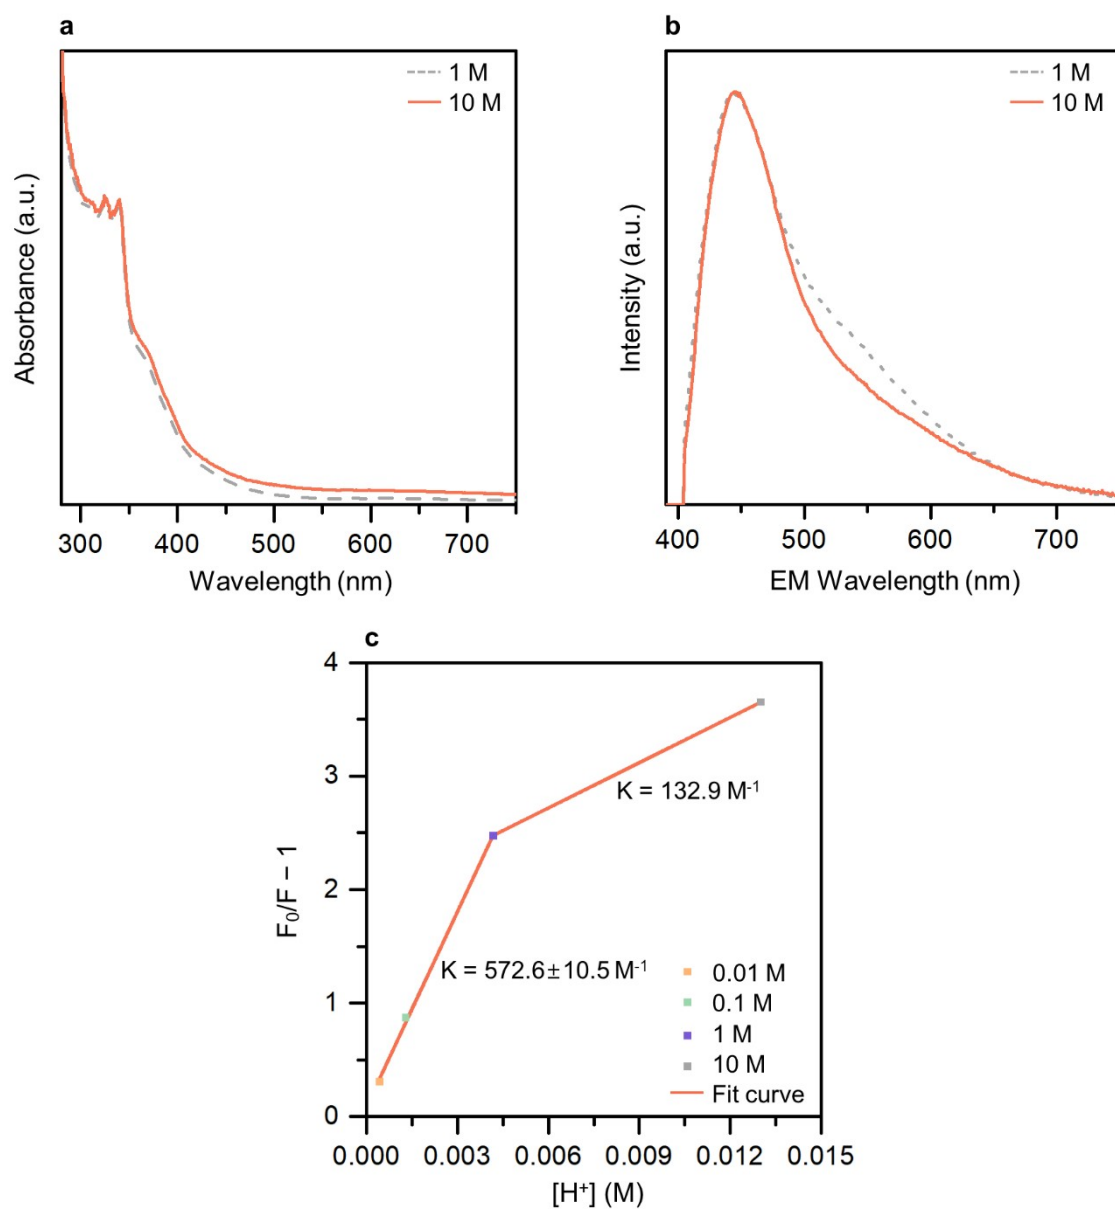 a
1 M
10 M
Absorbance (a.u.)
300 400 500 600 700
Wavelength (nm)
b
1 M
10 M
Intensity (a.u.)
400 500 600 700
EM Wavelength (nm)
c
4
3
2
1
0
F₀/F − 1
K = 132.9 M⁻¹
K = 572.6±10.5 M⁻¹
0.01 M
0.1 M
1 M
10 M
Fit curve
0.000 0.003 0.006 0.009 0.012 0.015
[H⁺] (M)